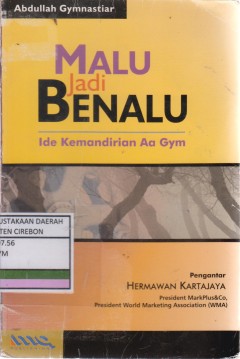 Abdullah Gymnastiar
MALU
Jadi
BENALU
Ide Kemandirian Aa Gym
USTAKAAN DAERAH
TEN CIREBON
07.56
YM
Pengantar
HERMAWAN KARTAJAYA
President MarkPlus&Co,
President World Marketing Association (WMA)